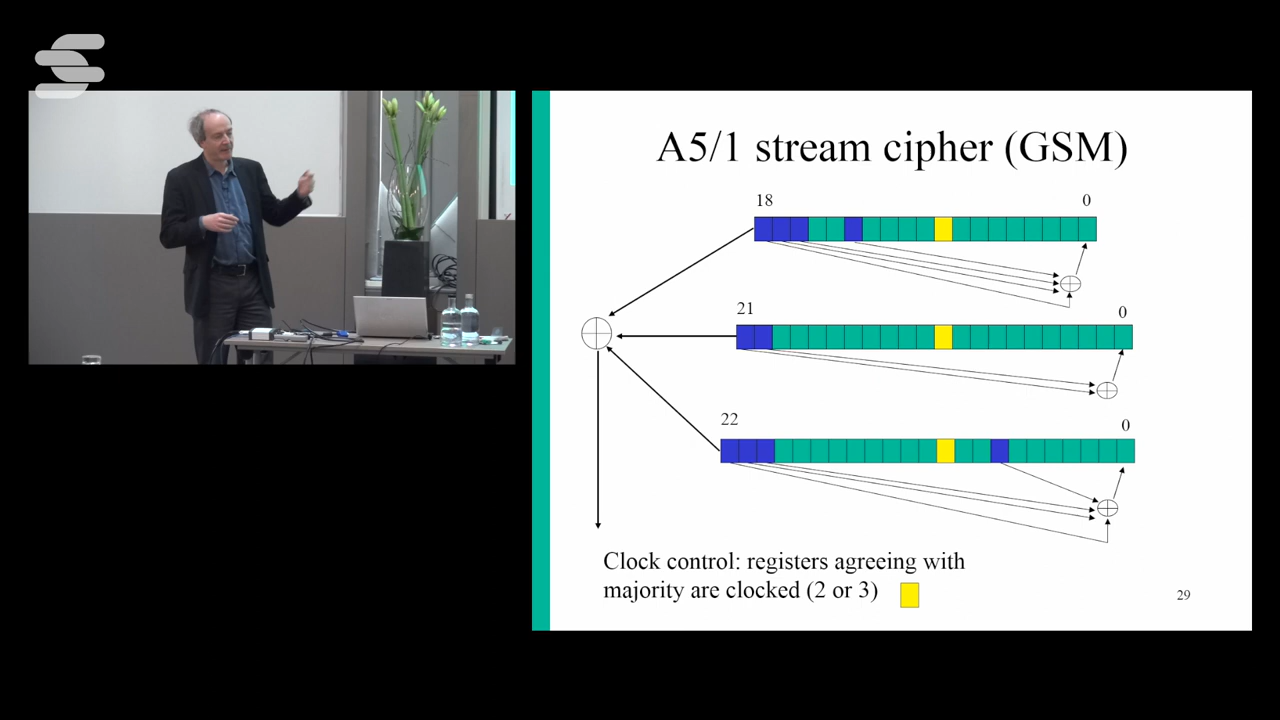 A5/1 stream cipher (GSM)
18
0
21
0
22
0
Clock control: registers agreeing with
majority are clocked (2 or 3)
29